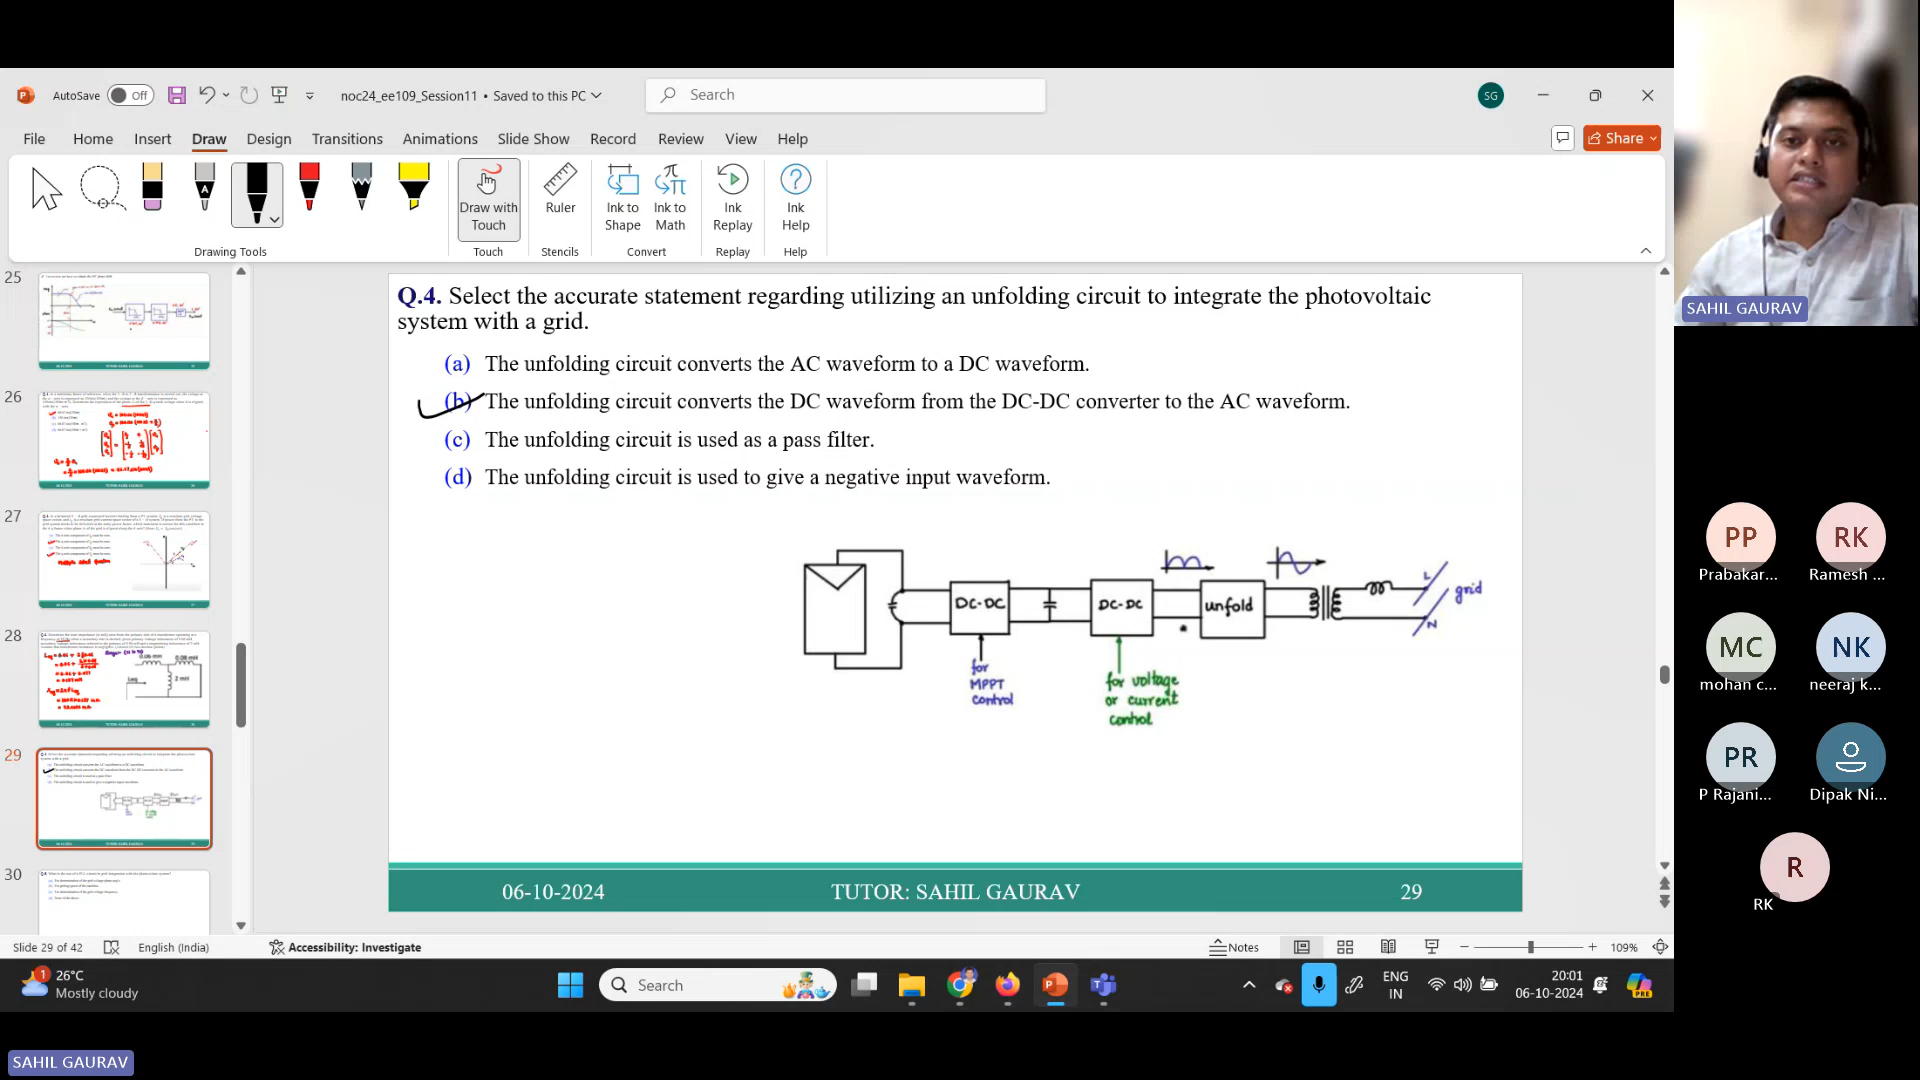 AutoSave Off noc24_ee109_Session11 • Saved to this PC Search SG
File Home Insert Draw Design Transitions Animations Slide Show Record Review View Help Share
Draw with Touch
Ruler
Ink to Shape
Ink to Math
Ink Replay
Ink Help
Drawing Tools Touch Stencils Convert Replay Help
SAHIL GAURAV
25
26
27
28
29
30
Q.4. Select the accurate statement regarding utilizing an unfolding circuit to integrate the photovoltaic
system with a grid.
(a) The unfolding circuit converts the AC waveform to a DC waveform.
(b) The unfolding circuit converts the DC waveform from the DC-DC converter to the AC waveform.
(c) The unfolding circuit is used as a pass filter.
(d) The unfolding circuit is used to give a negative input waveform.
DC-DC
DC-DC
unfold
L
grid
N
for
MPPT
control
for voltage
or current
control
06-10-2024 TUTOR: SAHIL GAURAV 29
PP RK
Prabakar... Ramesh ...
MC NK
mohan c... neeraj k...
PR
P Rajani... Dipak Ni...
R
RK
Slide 29 of 42 English (India) Accessibility: Investigate Notes 109%
1
26°C
Mostly cloudy
Search
ENG
IN
20:01
06-10-2024
PRE
SAHIL GAURAV